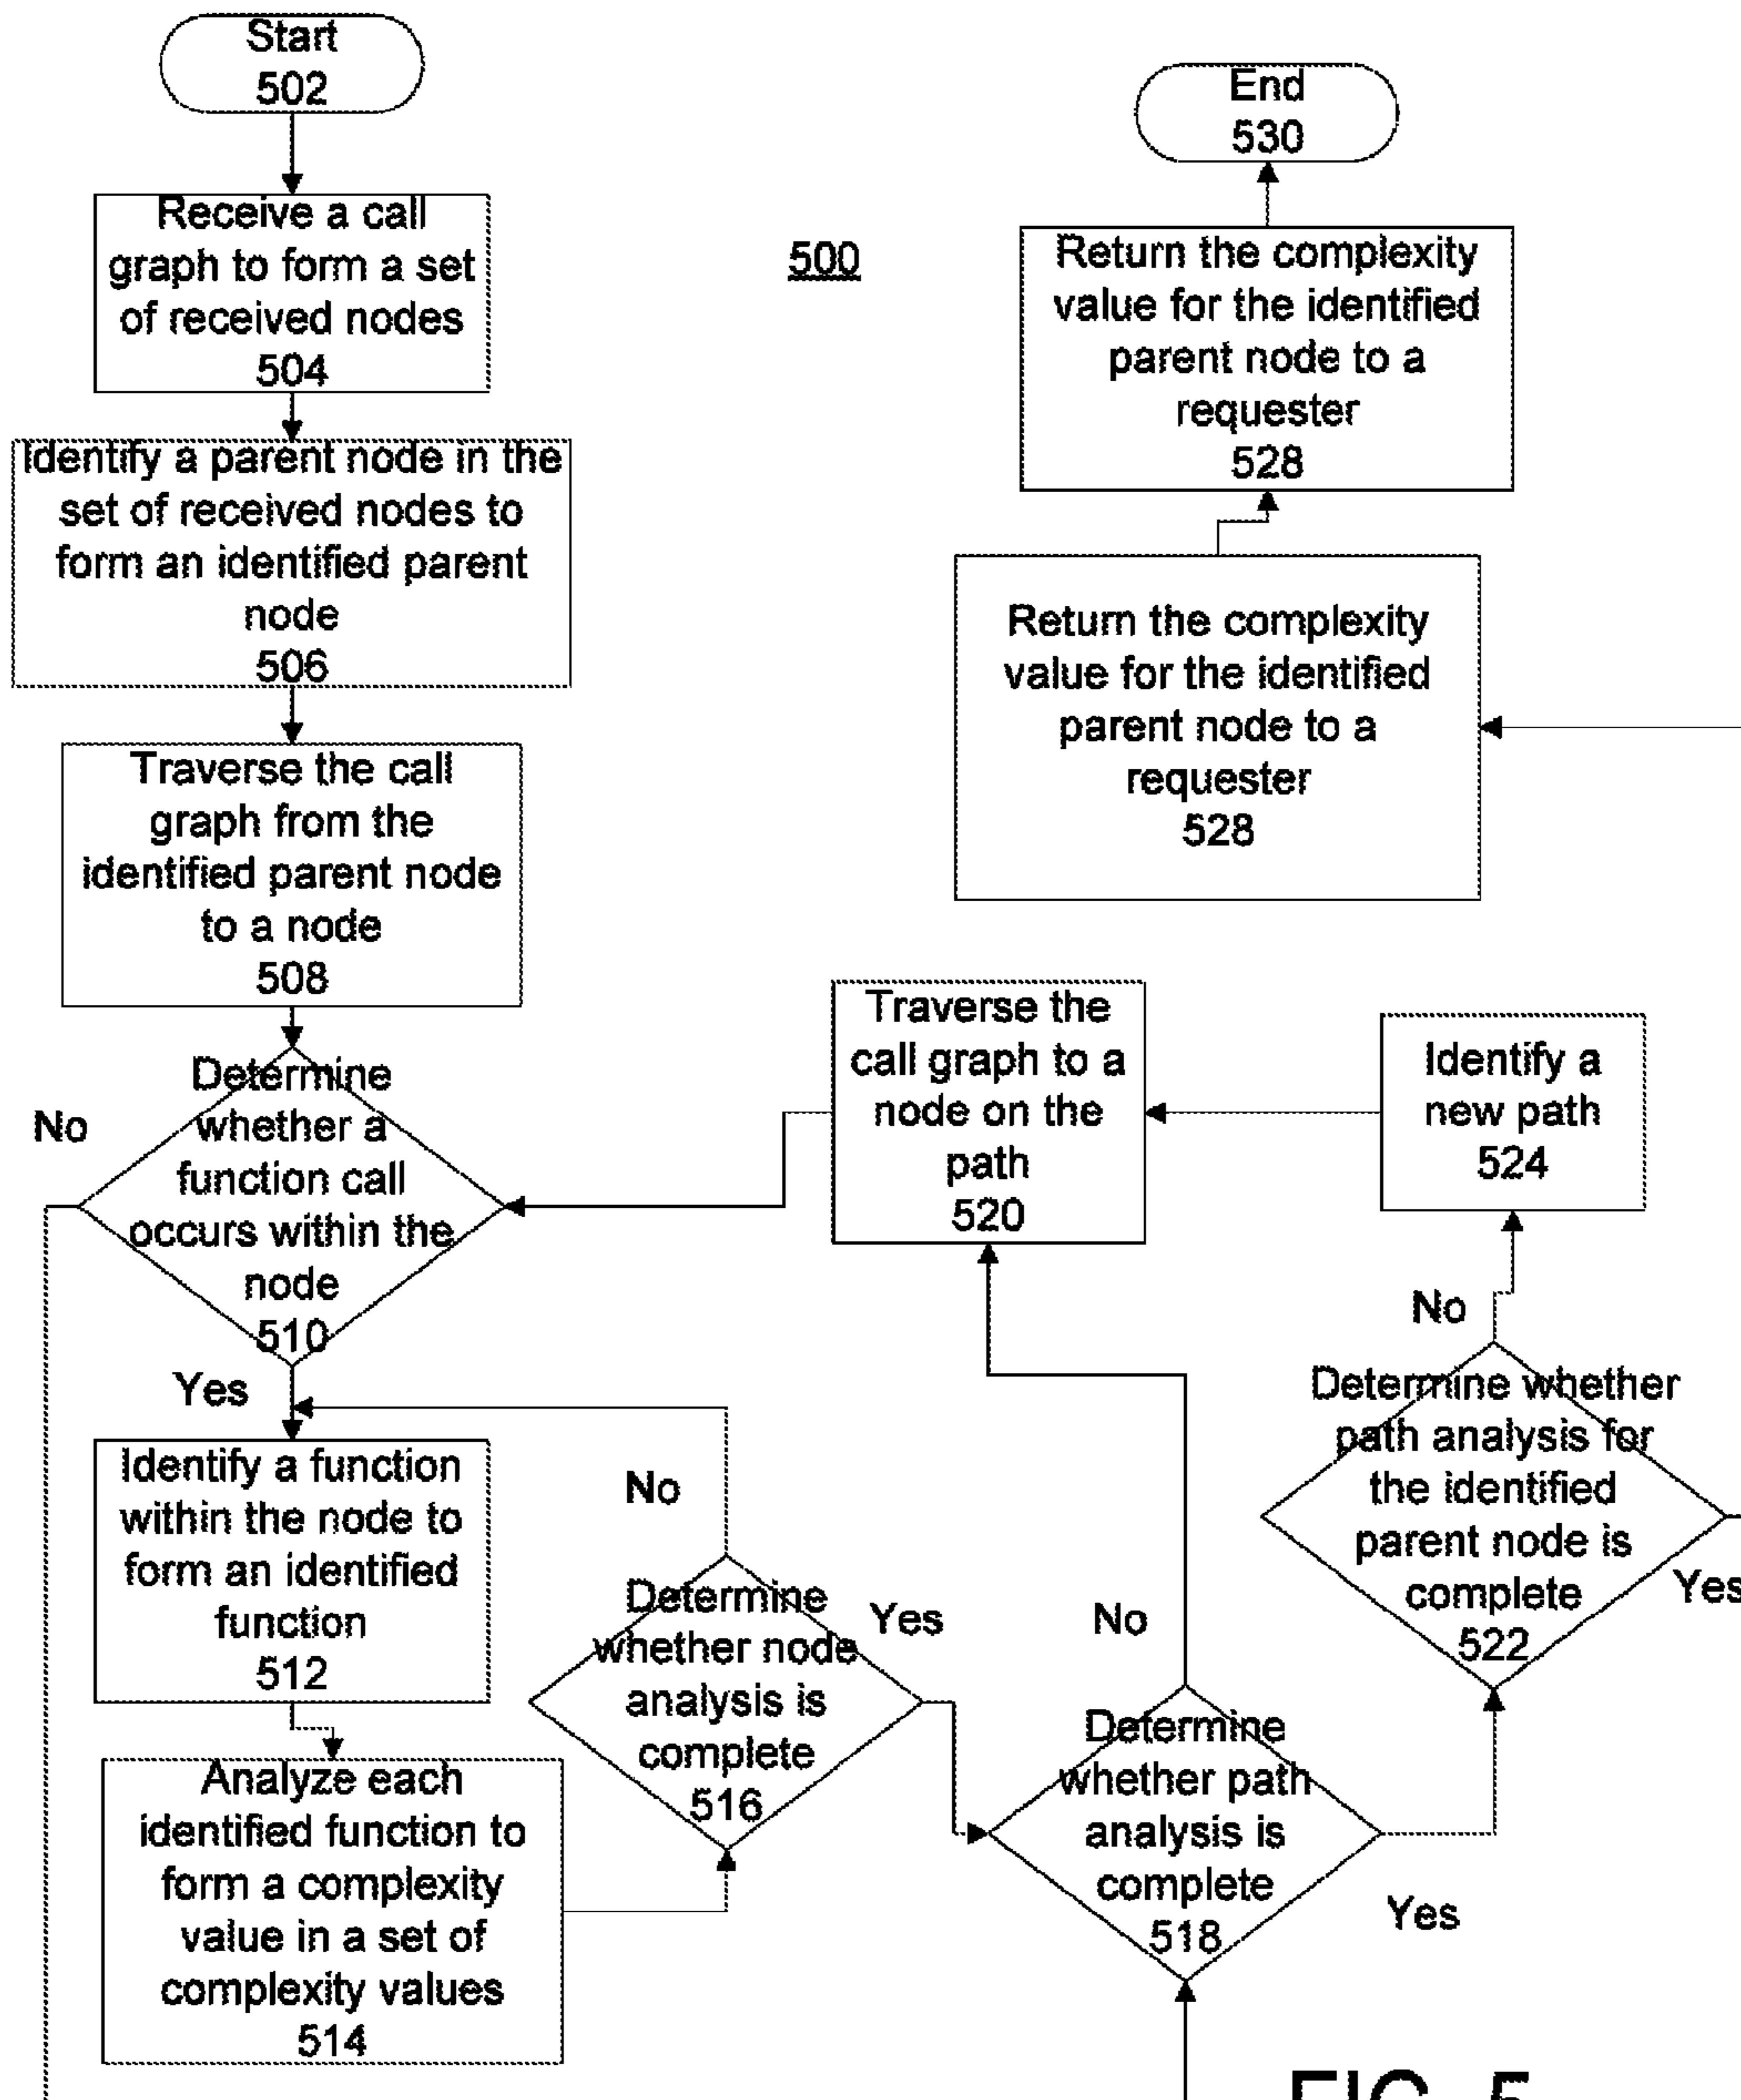 Start
502
Receive a call
graph to form a set
of received nodes
504
Identify a parent node in the
set of received nodes to
form an identified parent
node
506
Traverse the call
graph from the
identified parent node
to a node
508
No
Determine
whether a
function call
occurs within the
node
510
Yes
Identify a function
within the node to
form an identified
function
512
Analyze each
identified function to
form a complexity
value in a set of
complexity values
514
No
Determine
whether node
analysis is
complete
516
Yes
No
Determine
whether path
analysis is
complete
518
Yes
Traverse the
call graph to a
node on the
path
520
Identify a
new path
524
No
Determine whether
path analysis for
the identified
parent node is
complete
522
Yes
500
End
530
Return the complexity
value for the identified
parent node to a
requester
528
Return the complexity
value for the identified
parent node to a
requester
528
FIG. 5